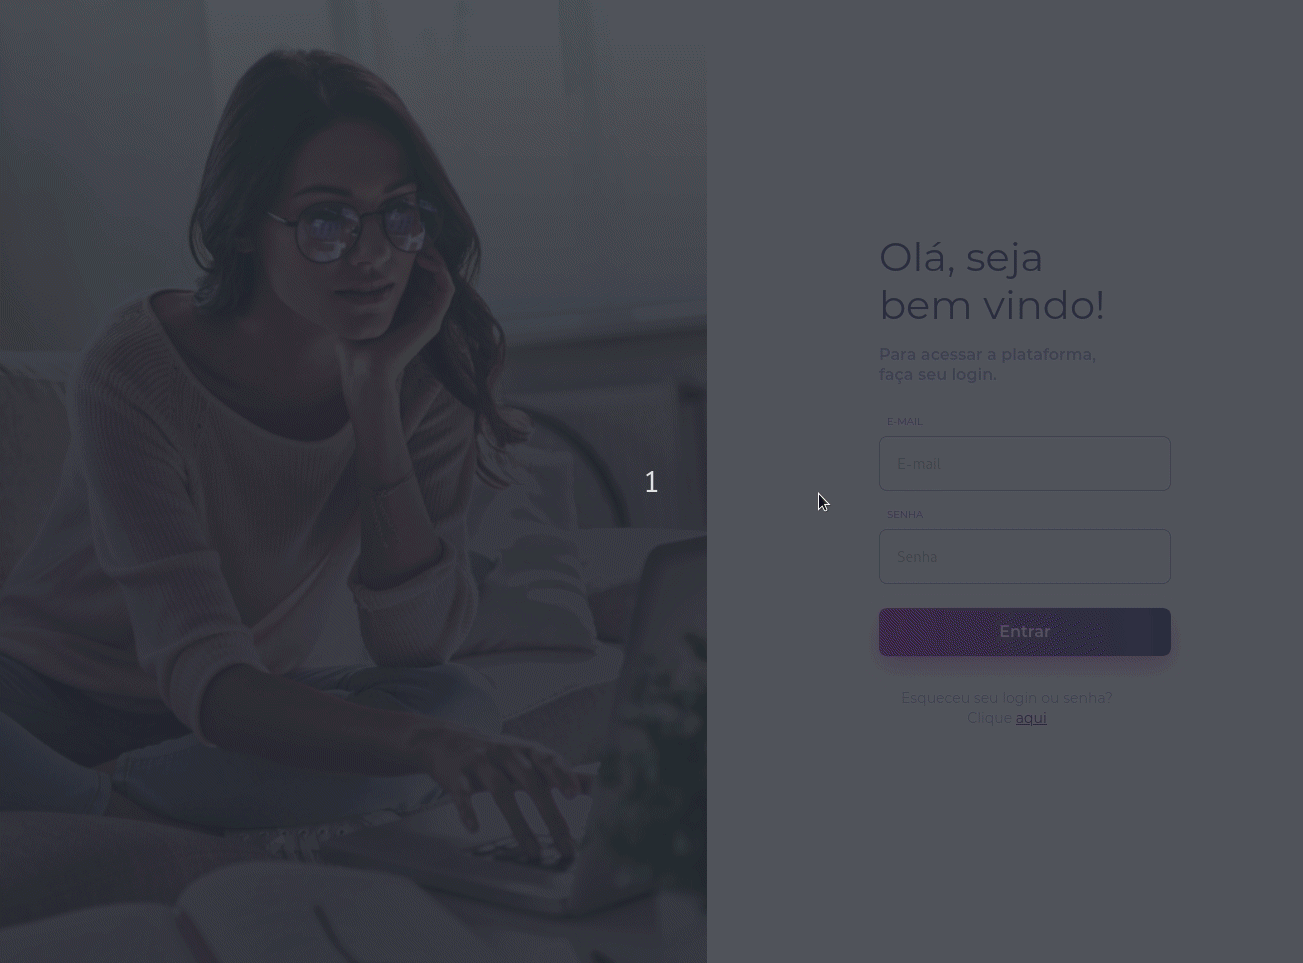 Olá, seja
bem vindo!
Para acessar a plataforma,
faça seu login.
E-MAIL
E-mail
1
SENHA
Senha
Entrar
Esqueceu seu login ou senha?
Clique aqui